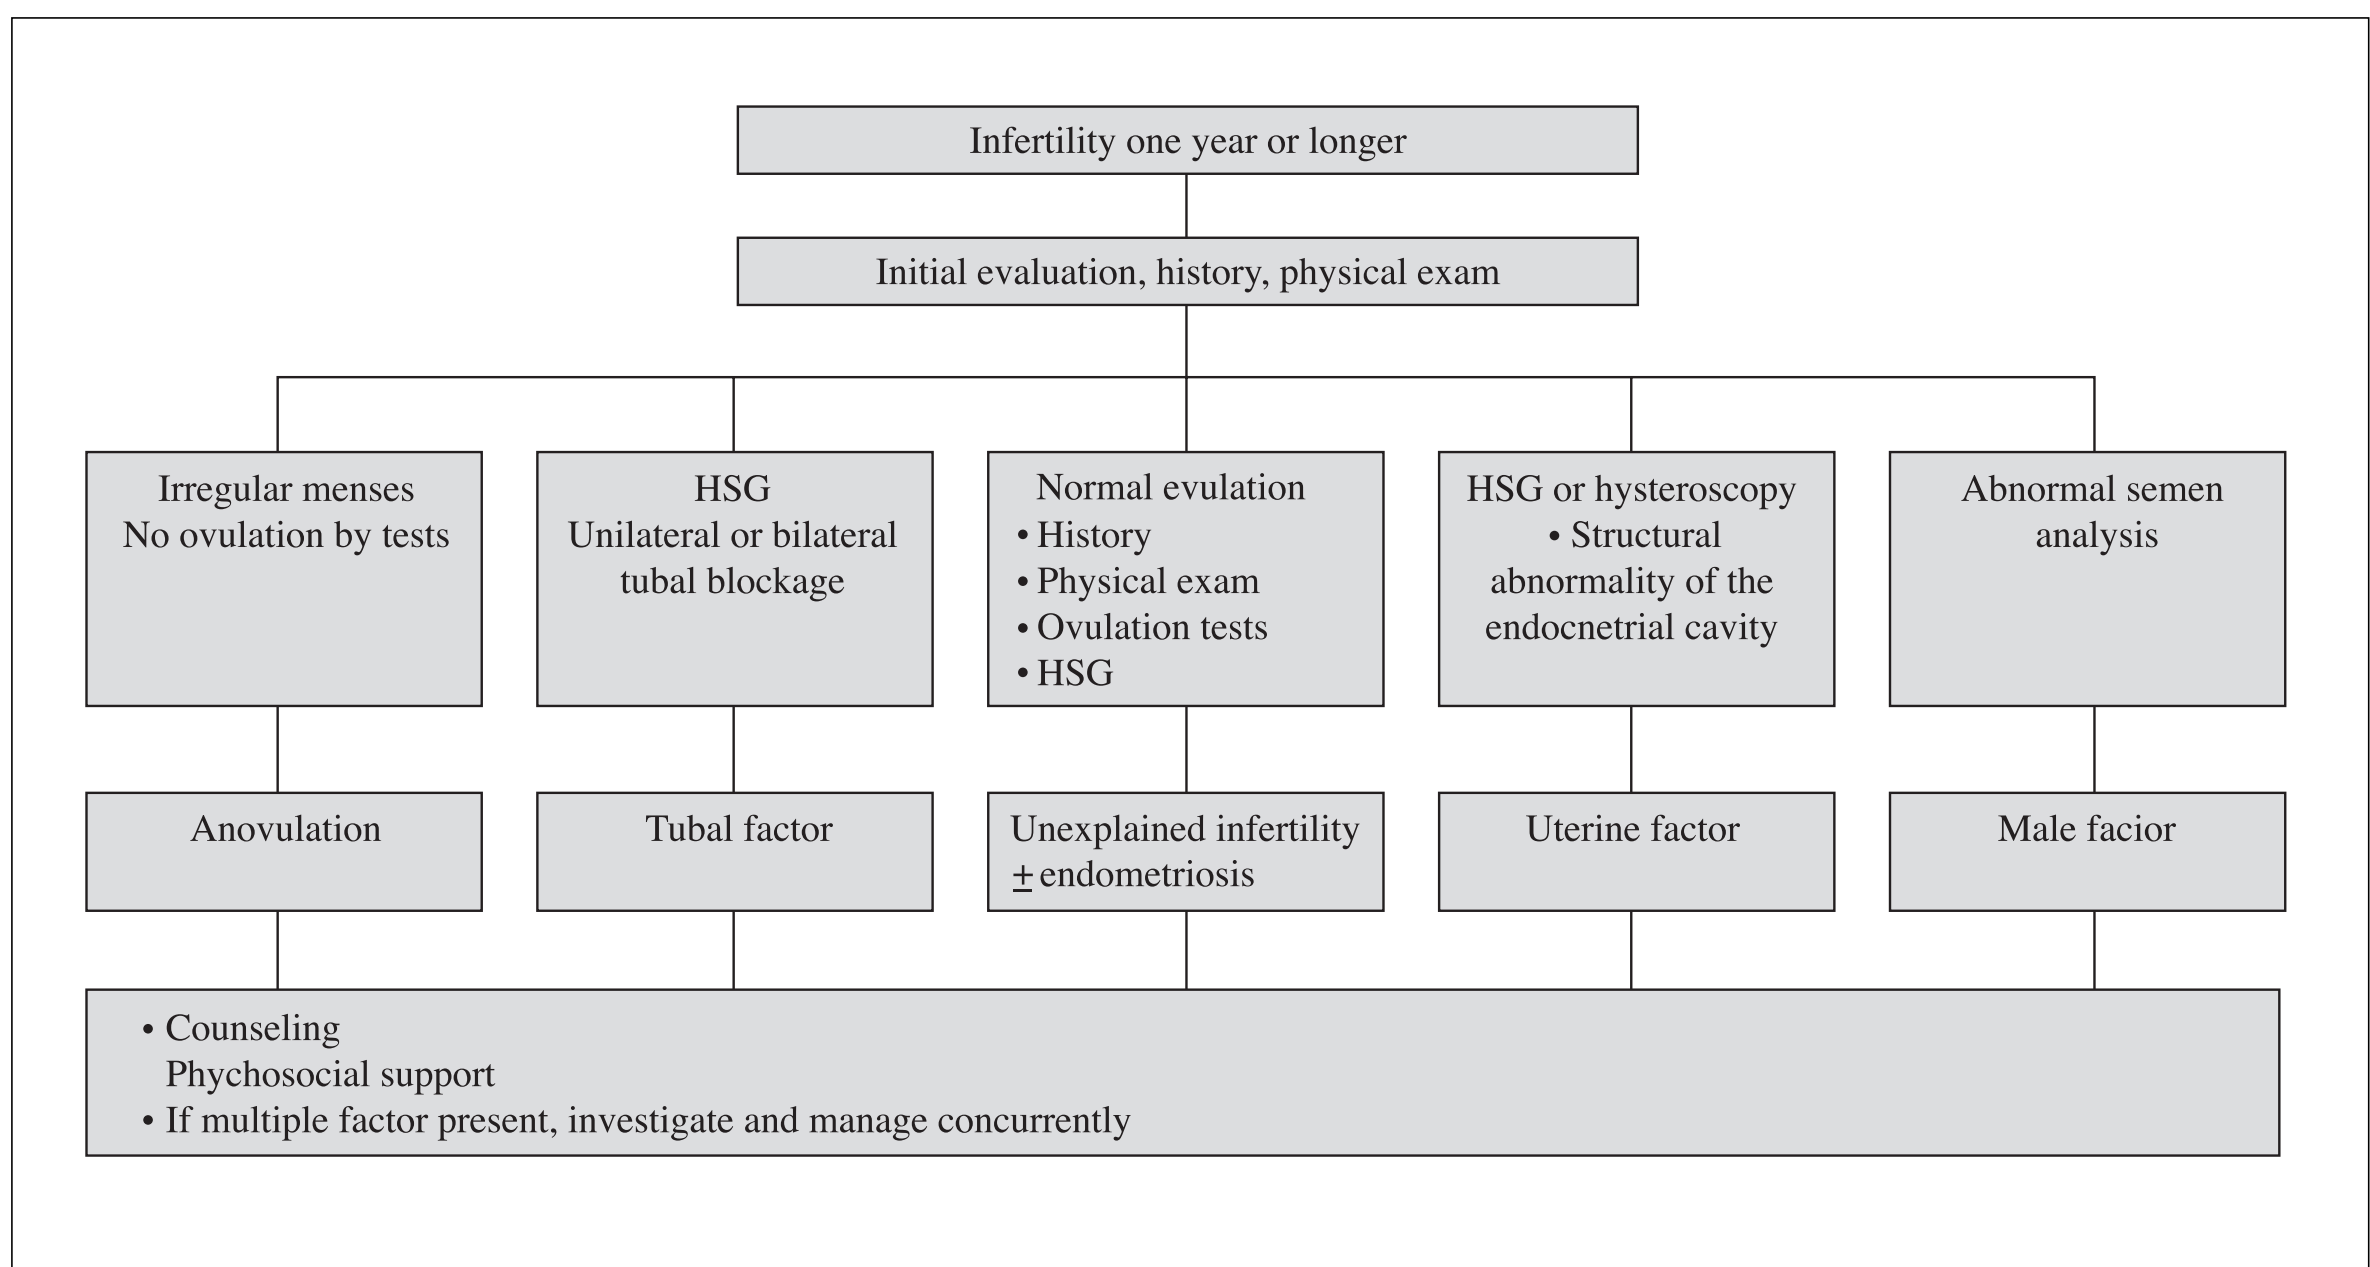 Infertility one year or longer
Initial evaluation, history, physical exam
Irregular menses
No ovulation by tests
HSG
Unilateral or bilateral
tubal blockage
Normal evulation
• History
• Physical exam
• Ovulation tests
• HSG
HSG or hysteroscopy
• Structural
abnormality of the
endocnetrial cavity
Abnormal semen
analysis
Anovulation
Tubal factor
Unexplained infertility
± endometriosis
Uterine factor
Male facior
• Counseling
Phychosocial support
• If multiple factor present, investigate and manage concurrently